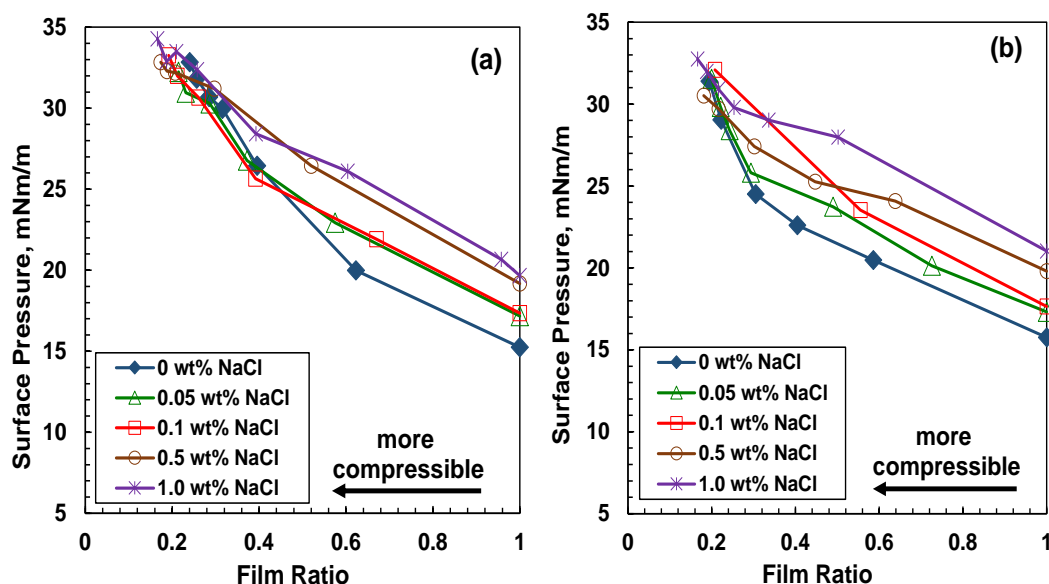 (a)
Surface Pressure, mNm/m
35
30
25
20
15
10
5
0 wt% NaCl
0.05 wt% NaCl
0.1 wt% NaCl
0.5 wt% NaCl
1.0 wt% NaCl
more
compressible
0 0.2 0.4 0.6 0.8 1
Film Ratio
(b)
Surface Pressure, mNm/m
35
30
25
20
15
10
5
0 wt% NaCl
0.05 wt% NaCl
0.1 wt% NaCl
0.5 wt% NaCl
1.0 wt% NaCl
more
compressible
0 0.2 0.4 0.6 0.8 1
Film Ratio